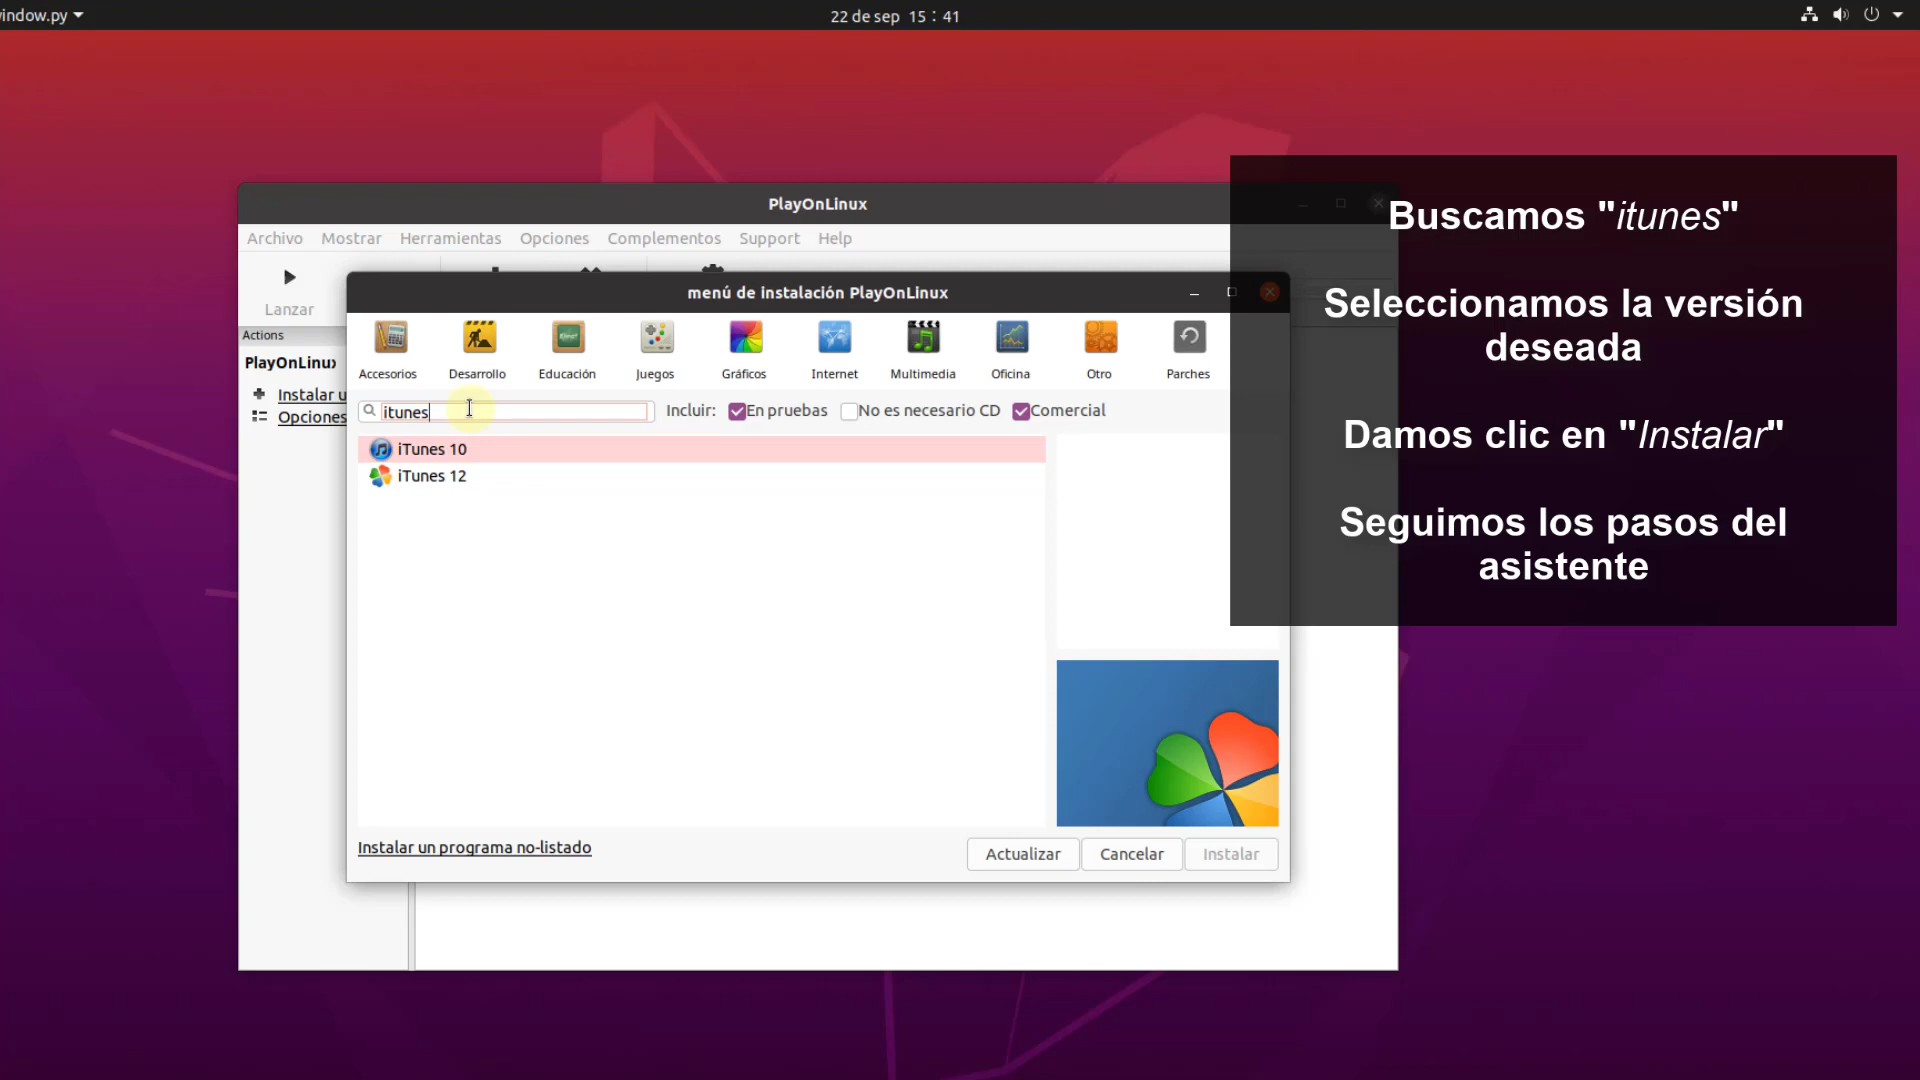 indow.py
22 de sep 15:41
PlayOnLinux
Archivo Mostrar Herramientas Opciones Complementos Support Help
Lanzar
Actions
PlayOnLinux
Instalar u
Opciones
menú de instalación PlayOnLinux
Accesorios Desarrollo Educación Juegos Gráficos Internet Multimedia Oficina Otro Parches
itunes Incluir: En pruebas No es necesario CD Comercial
iTunes 10
iTunes 12
Instalar un programa no-listado
Actualizar Cancelar Instalar
Buscamos "itunes"
Seleccionamos la versión
deseada
Damos clic en "Instalar"
Seguimos los pasos del
asistente